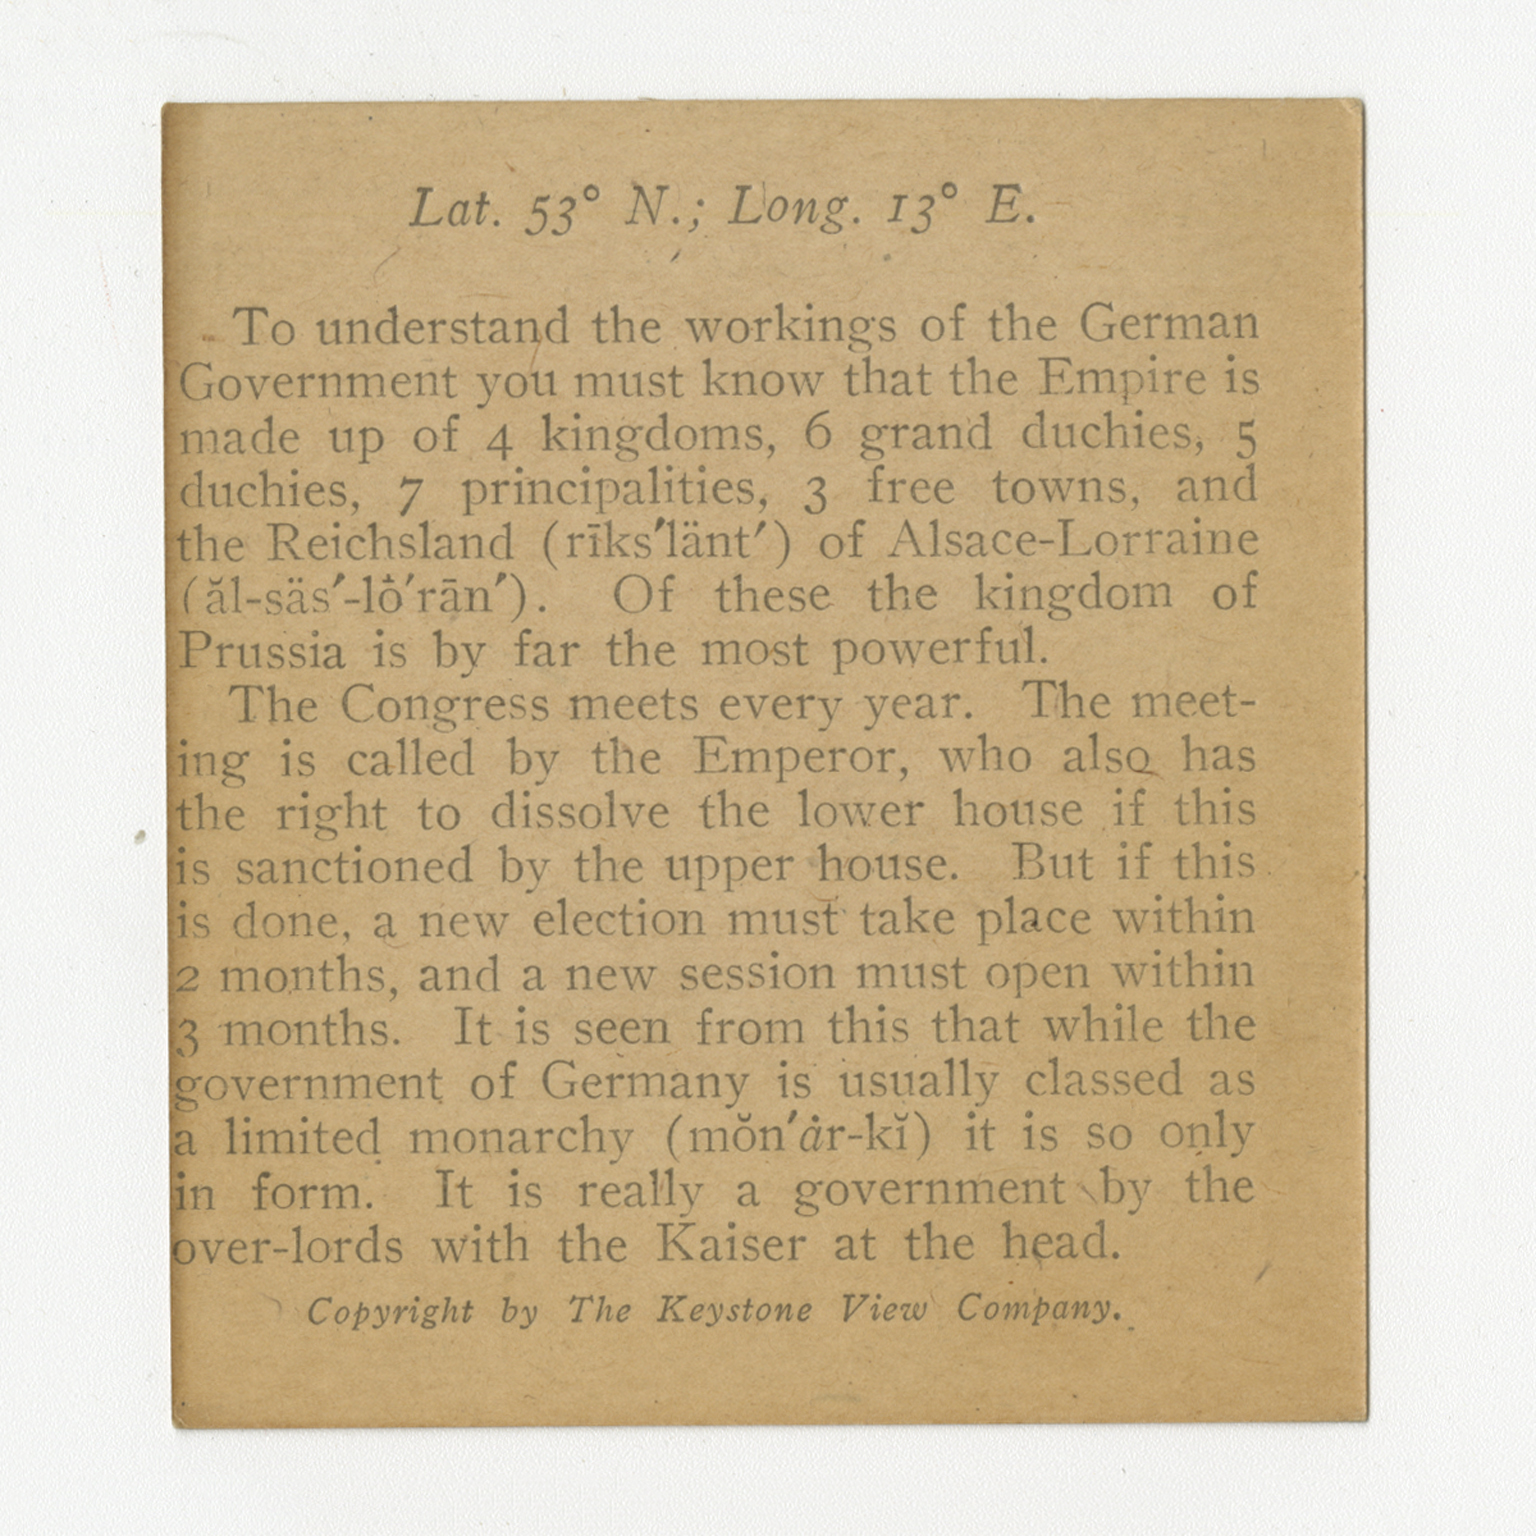 Lat. 53° N.; Long. 13° E.
To understand the workings of the German
Government you must know that the Empire is
made up of 4 kingdoms, 6 grand duchies, 5
duchies, 7 principalities, 3 free towns, and
the Reichsland (rīks′länt′) of Alsace-Lorraine
(ăl-säs′-lȯ′rān′). Of these the kingdom of
Prussia is by far the most powerful.
The Congress meets every year. The meet-
ing is called by the Emperor, who also has
the right to dissolve the lower house if this
is sanctioned by the upper house. But if this
is done, a new election must take place within
2 months, and a new session must open within
3 months. It is seen from this that while the
government of Germany is usually classed as
a limited monarchy (mŏn′ȧr-kĭ) it is so only
in form. It is really a government by the
over-lords with the Kaiser at the head.
Copyright by The Keystone View Company.